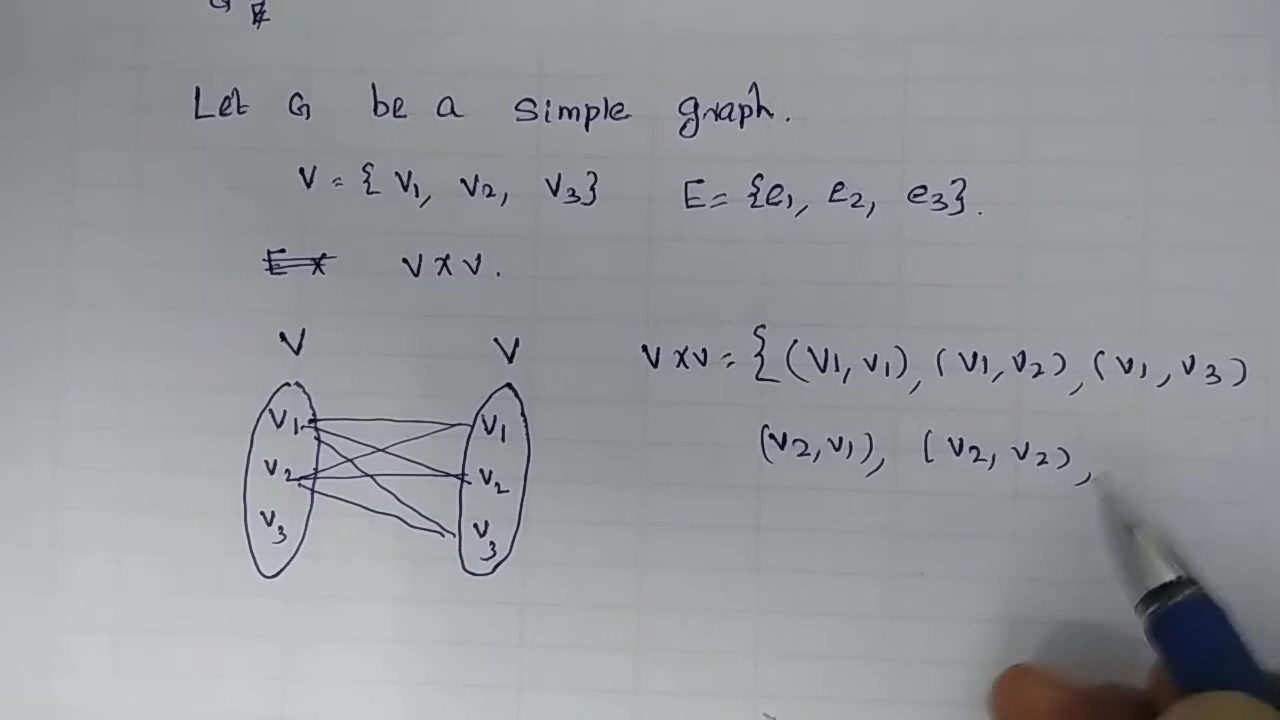 Let G be a simple graph.
V = { V1, V2, V3} E = {e1, e2, e3}.
V X V.
V V
V X V = { (V1, V1), (V1, V2), (V1, V3)
(V2, V1), (V2, V2),
V1 V1
V2 V2
V3 V3